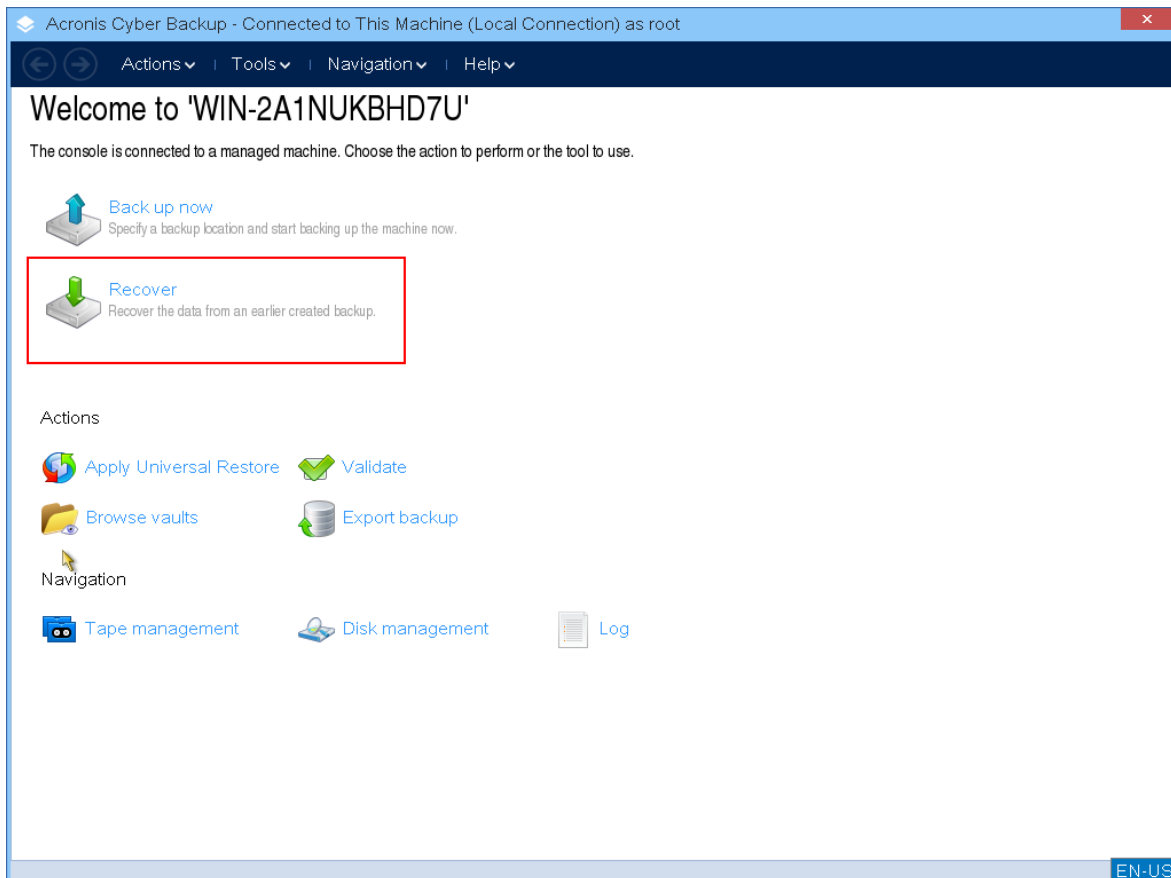 Acronis Cyber Backup - Connected to This Machine (Local Connection) as root
Actions Tools Navigation Help
Welcome to 'WIN-2A1NUKBHD7U'
The console is connected to a managed machine. Choose the action to perform or the tool to use.
Back up now
Specify a backup location and start backing up the machine now.
Recover
Recover the data from an earlier created backup.
Actions
Apply Universal Restore Validate
Browse vaults Export backup
Navigation
Tape management Disk management Log
EN-US